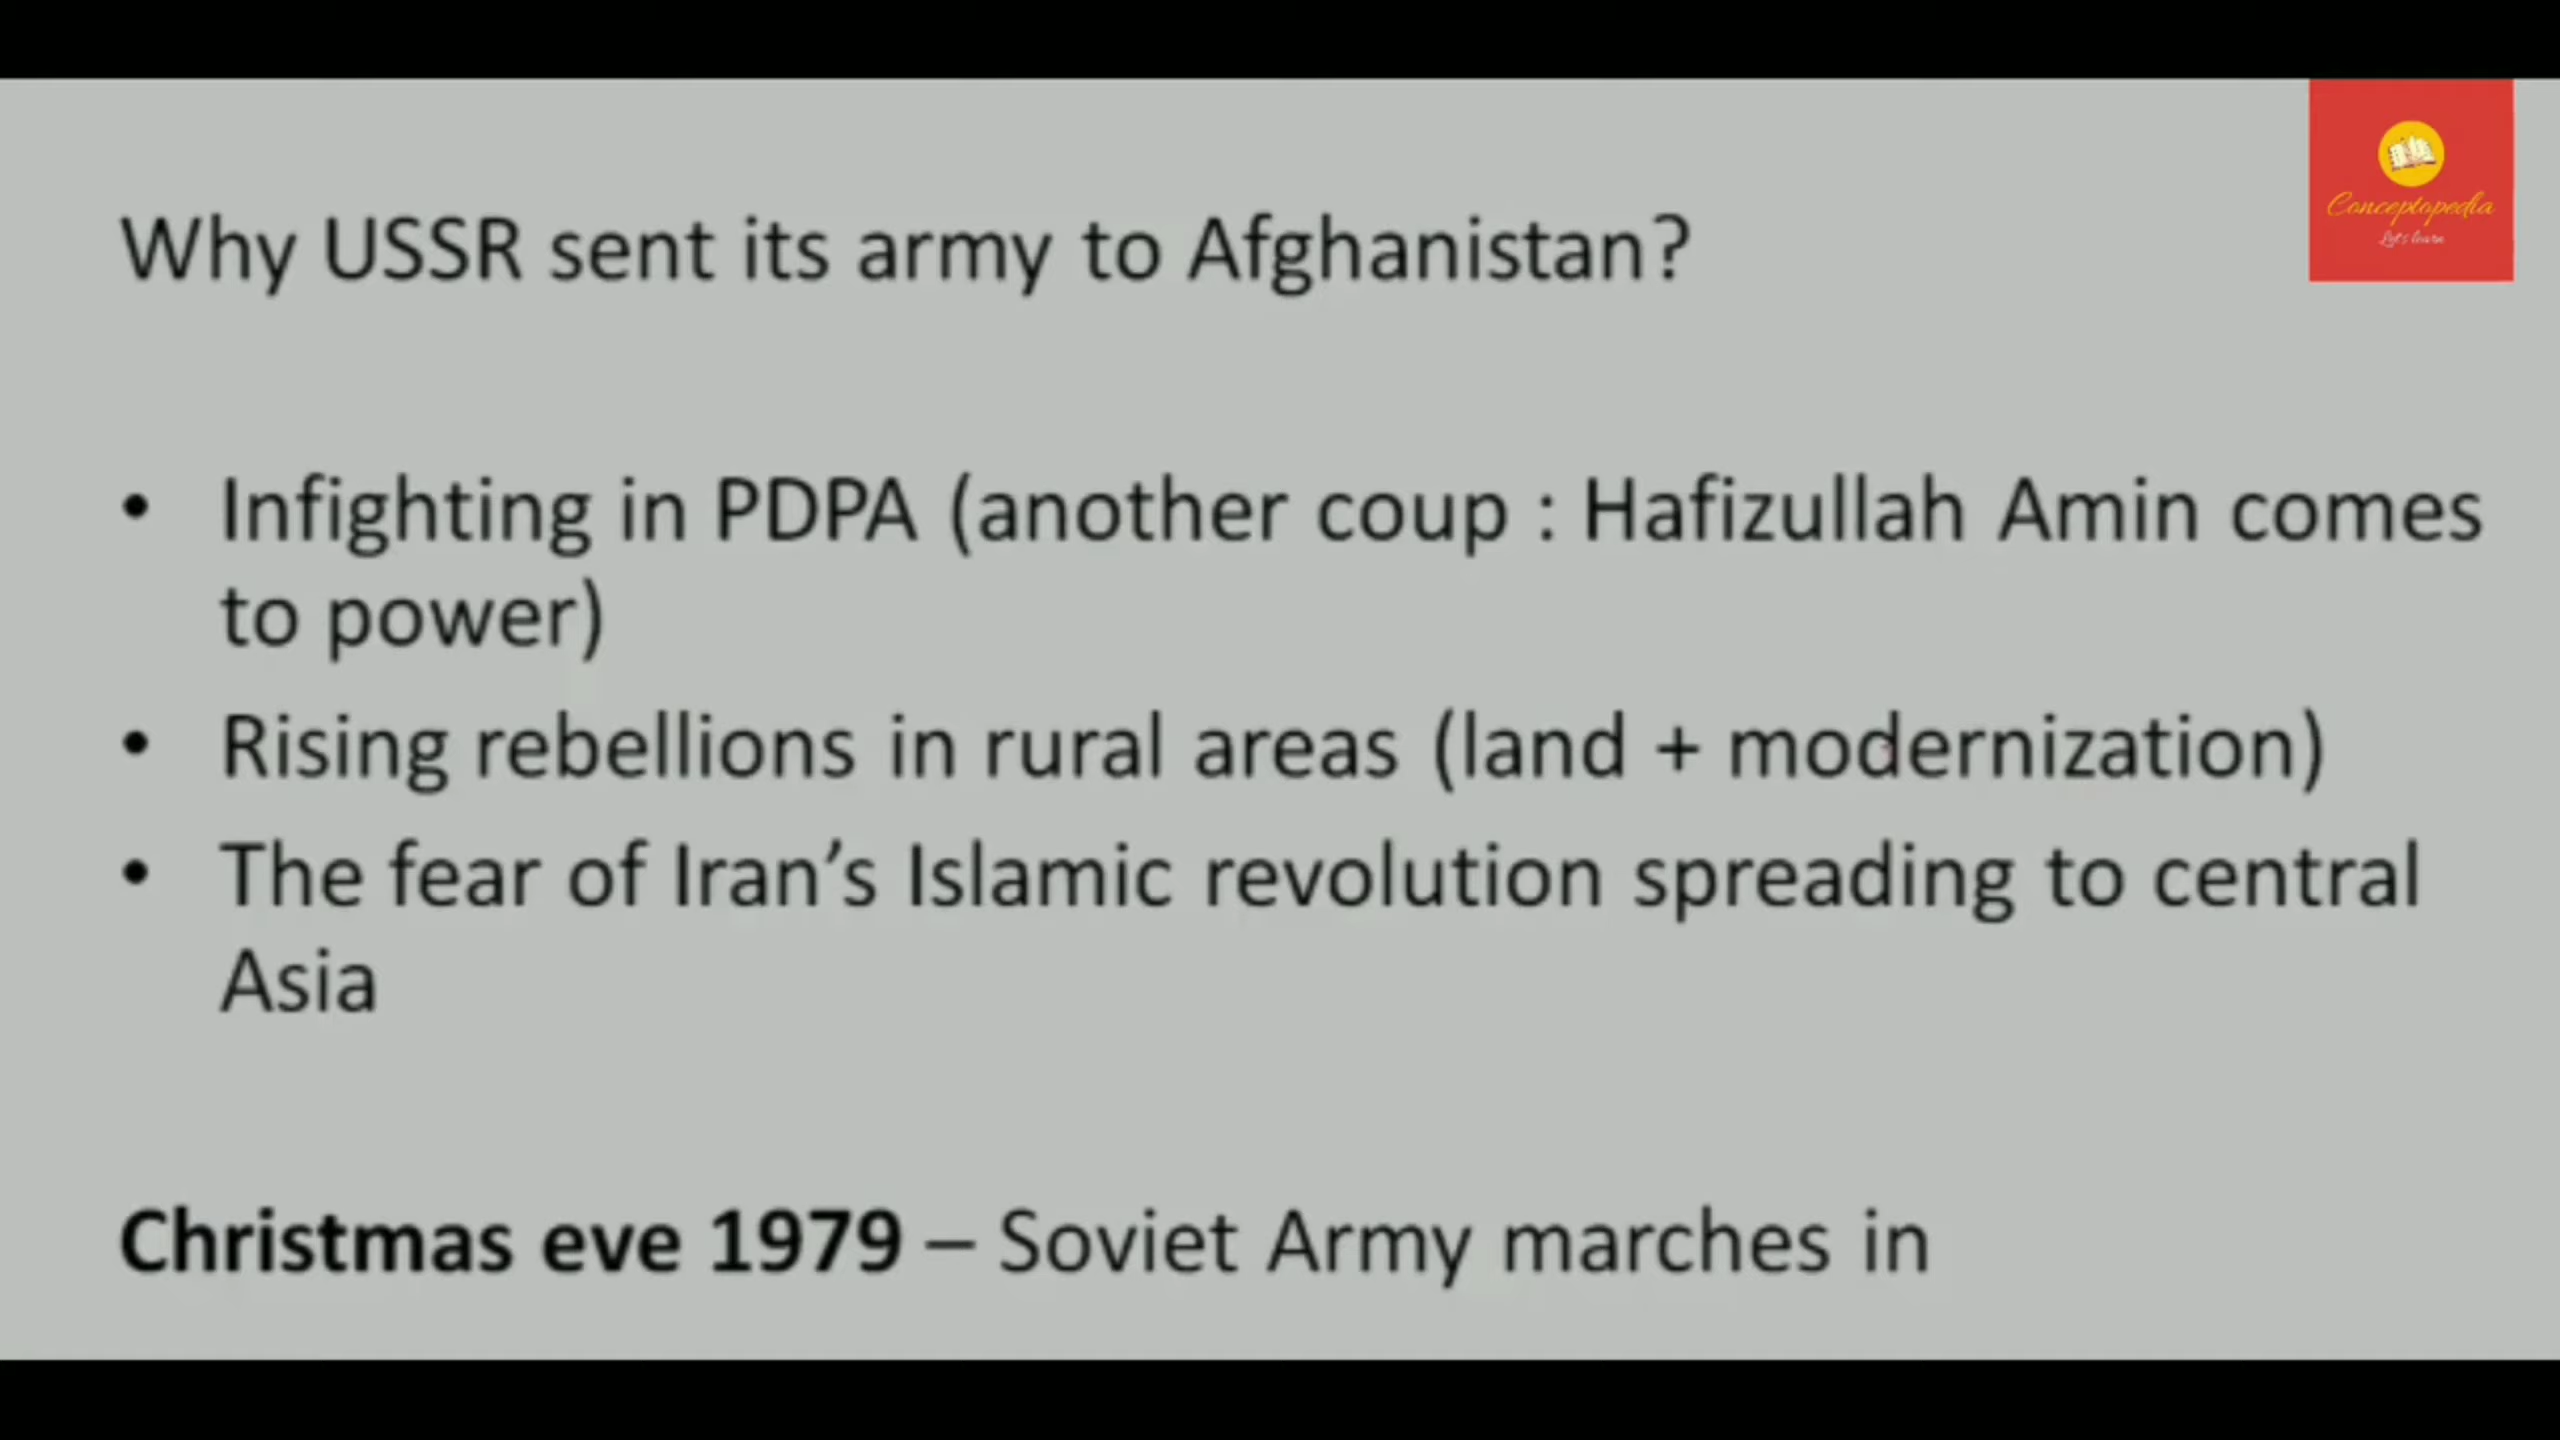 Conceptopedia
Let's learn
Why USSR sent its army to Afghanistan?
• Infighting in PDPA (another coup : Hafizullah Amin comes
to power)
• Rising rebellions in rural areas (land + modernization)
• The fear of Iran’s Islamic revolution spreading to central
Asia
Christmas eve 1979 – Soviet Army marches in